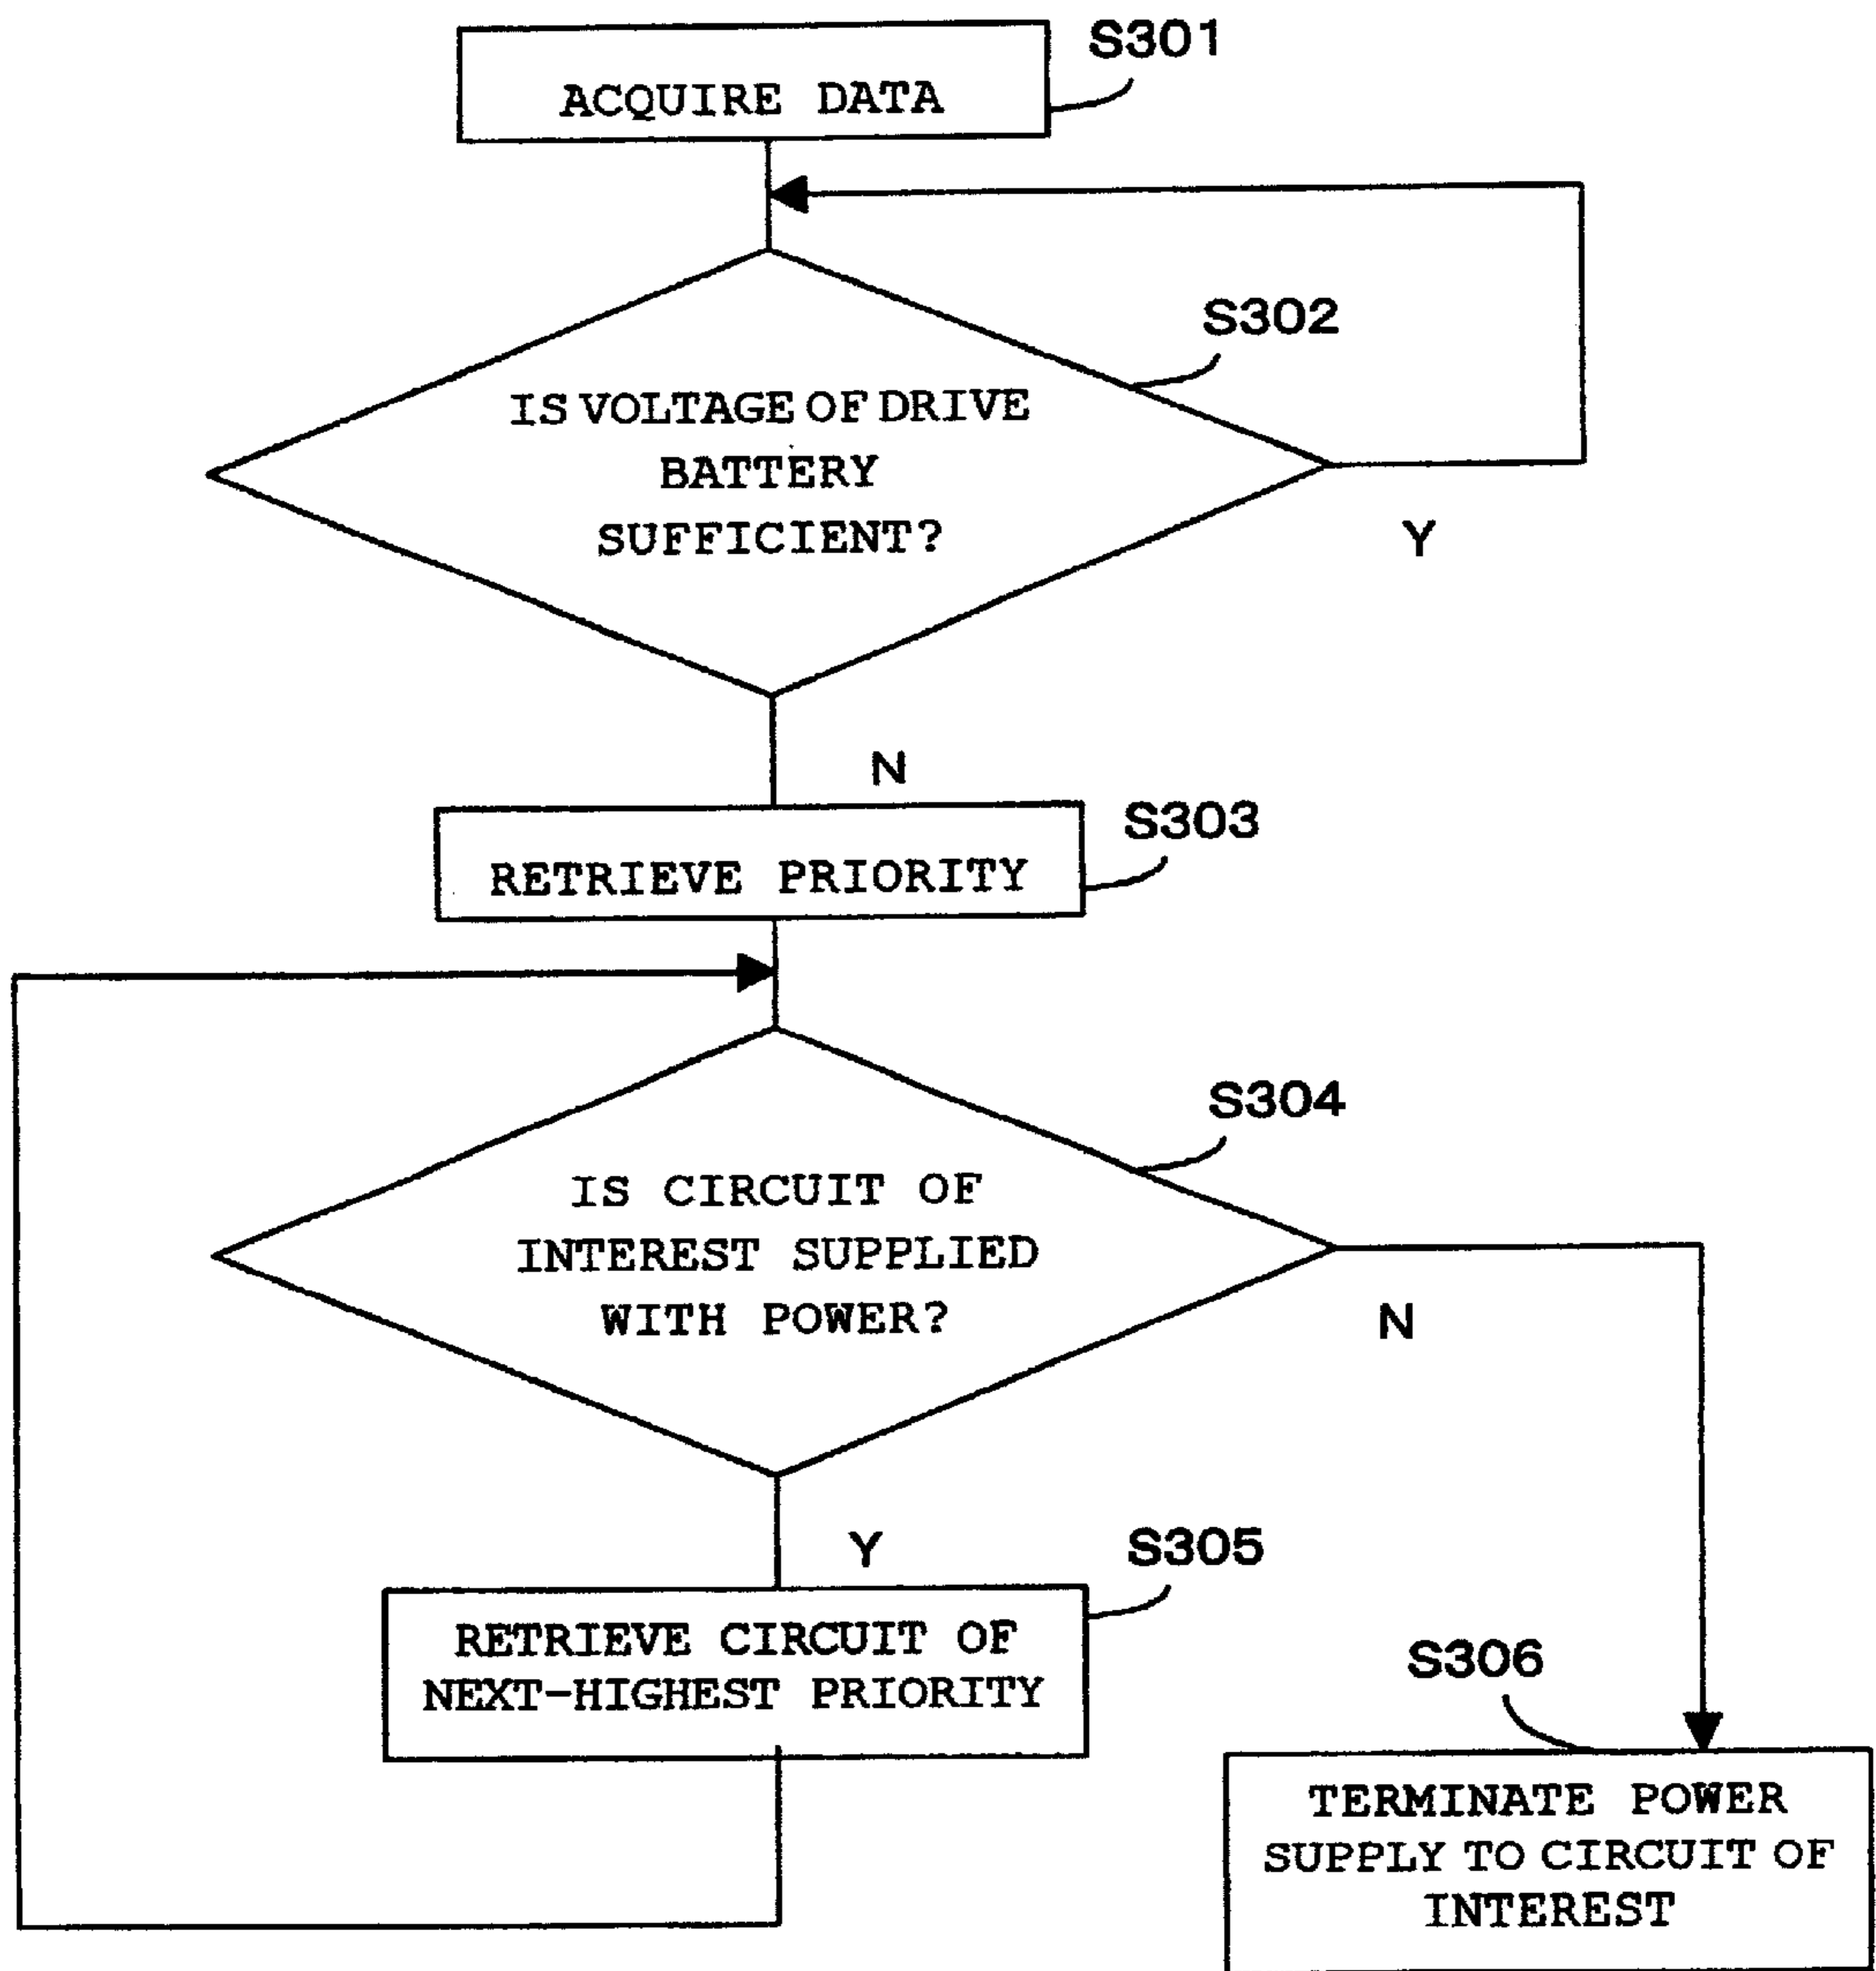 S301
ACQUIRE DATA
S302
IS VOLTAGE OF DRIVE
BATTERY
SUFFICIENT?
Y
N
S303
RETRIEVE PRIORITY
S304
IS CIRCUIT OF
INTEREST SUPPLIED
WITH POWER?
N
Y
S305
RETRIEVE CIRCUIT OF
NEXT-HIGHEST PRIORITY
S306
TERMINATE POWER
SUPPLY TO CIRCUIT OF
INTEREST